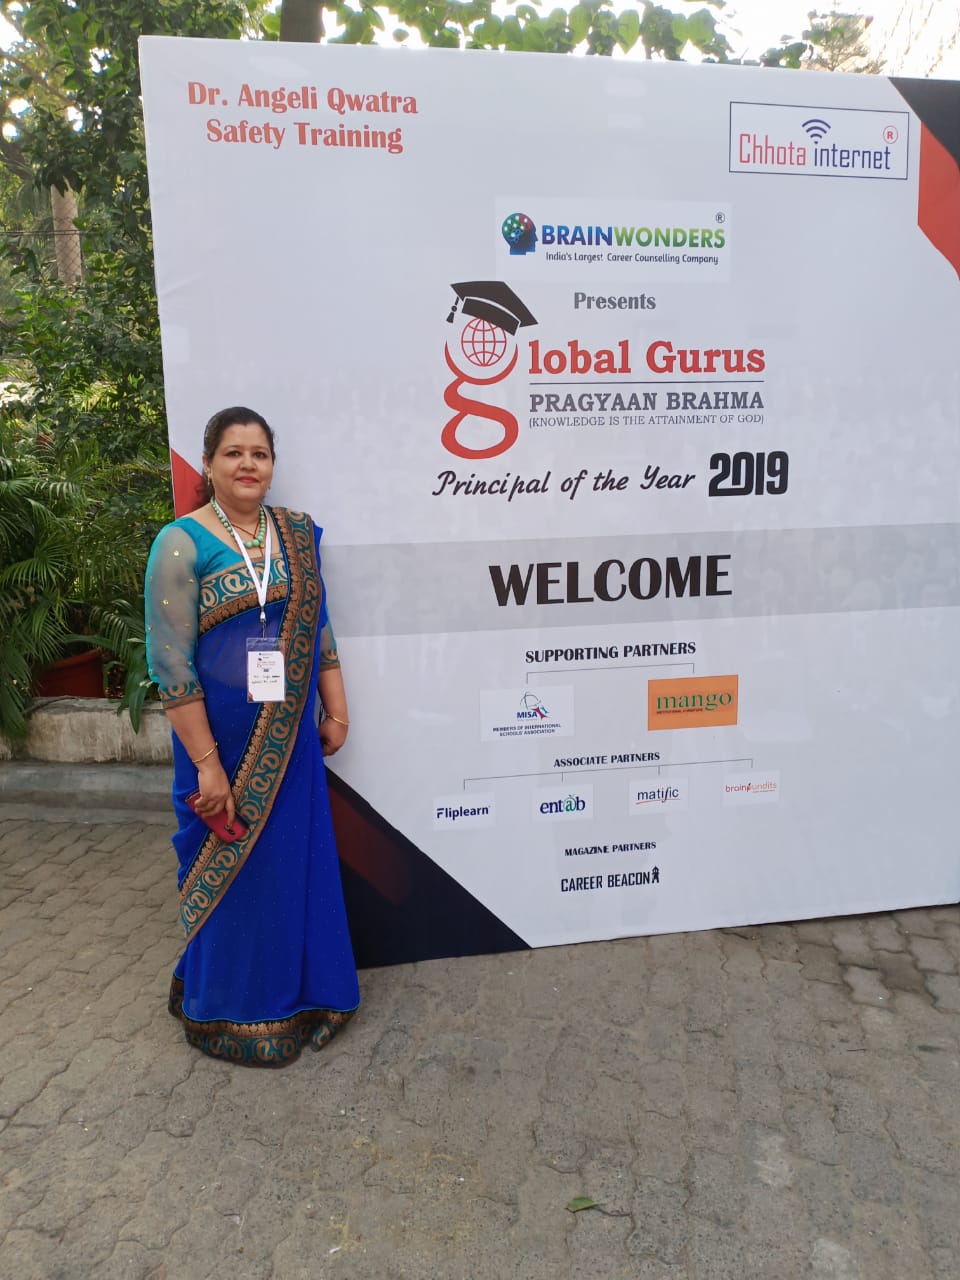 Dr. Angeli Qwatra
Safety Training
Chhota internet ®
®
BRAINWONDERS
India's Largest Career Counselling Company
Presents
global Gurus
PRAGYAAN BRAHMA
(KNOWLEDGE IS THE ATTAINMENT OF GOD)
Principal of the Year 2019
WELCOME
SUPPORTING PARTNERS
MISA
MEMBERS OF INTERNATIONAL
SCHOOLS' ASSOCIATION
mango
ASSOCIATE PARTNERS
Fliplearn
entab
matific
brainpundits
MAGAZINE PARTNERS
CAREER BEACON